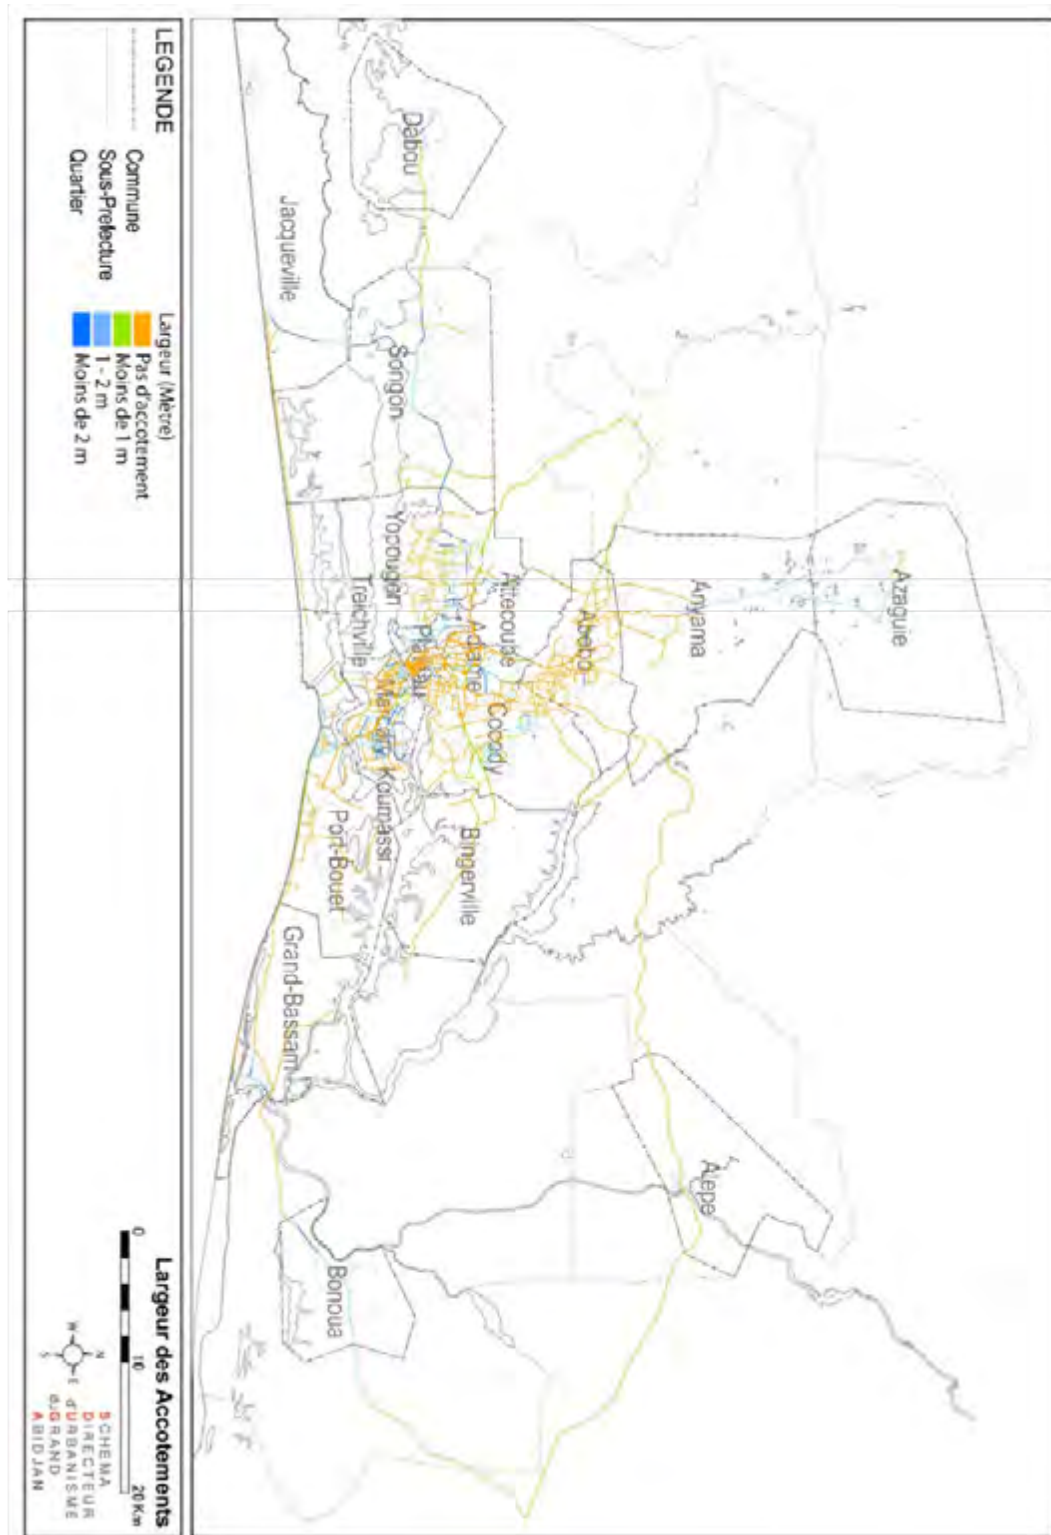 Azaguie
Anyama
Alepe
Abobo
Attecoube
Dabou
Songon
Adjame
Cocody
Bingerville
Yopougon
Plateau
Jacqueville
Treichville
Marcory
Koumassi
Port-Bouet
Grand-Bassam
Bonoua
LEGENDE
Commune
Sous-Prefecture
Quartier
Largeur (Mètre)
Pas d'accotement
Moins de 1 m
1 - 2 m
Moins de 2 m
Largeur des Accotements
0 10 20 Km
N
W E
S
SCHEMA
DIRECTEUR
d'URBANISME
du GRAND
ABIDJAN